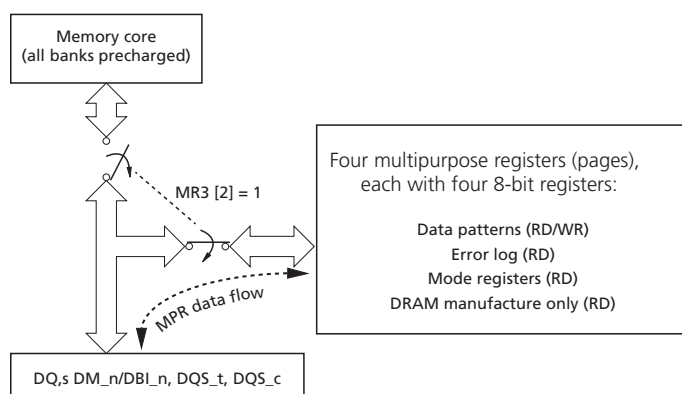 Memory core
(all banks precharged)
Four multipurpose registers (pages),
each with four 8-bit registers:
MR3 [2] = 1
Data patterns (RD/WR)
Error log (RD)
Mode registers (RD)
DRAM manufacture only (RD)
MPR data flow
DQ,s DM_n/DBI_n, DQS_t, DQS_c